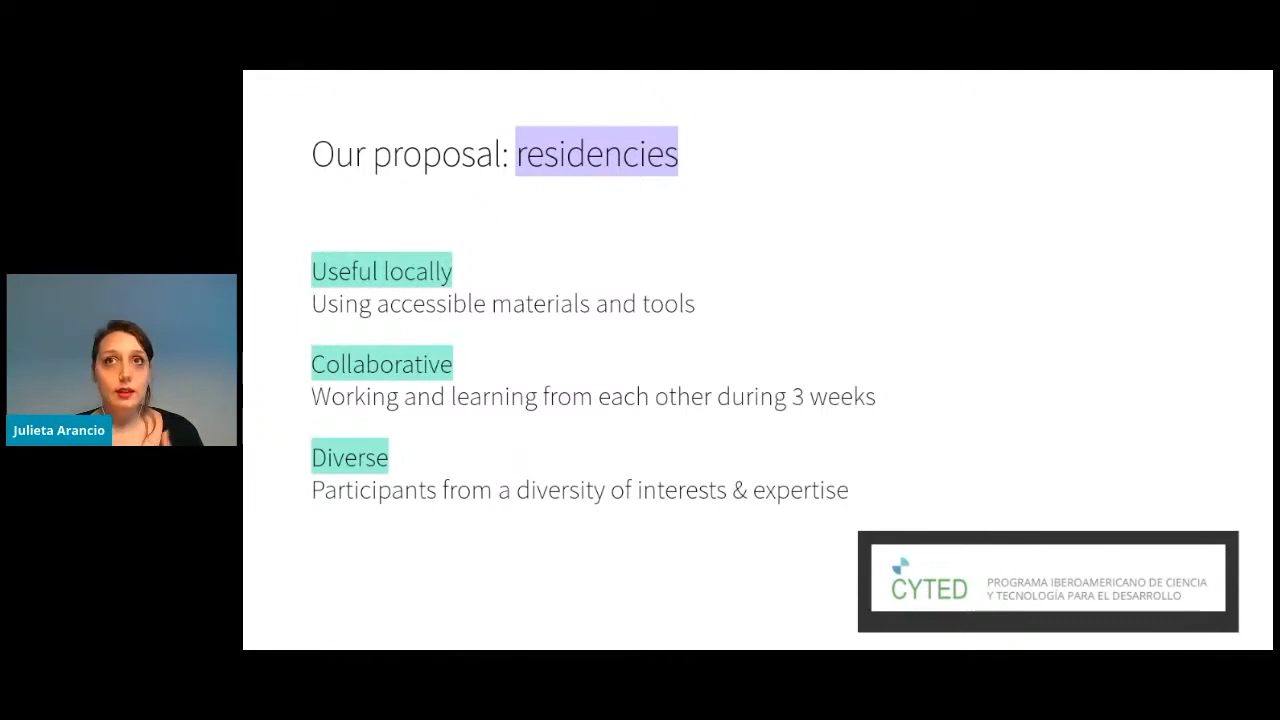 Our proposal: residencies
Useful locally
Using accessible materials and tools
Collaborative
Working and learning from each other during 3 weeks
Diverse
Participants from a diversity of interests & expertise
Julieta Arancio
CYTED
PROGRAMA IBEROAMERICANO DE CIENCIA
Y TECNOLOGÍA PARA EL DESARROLLO